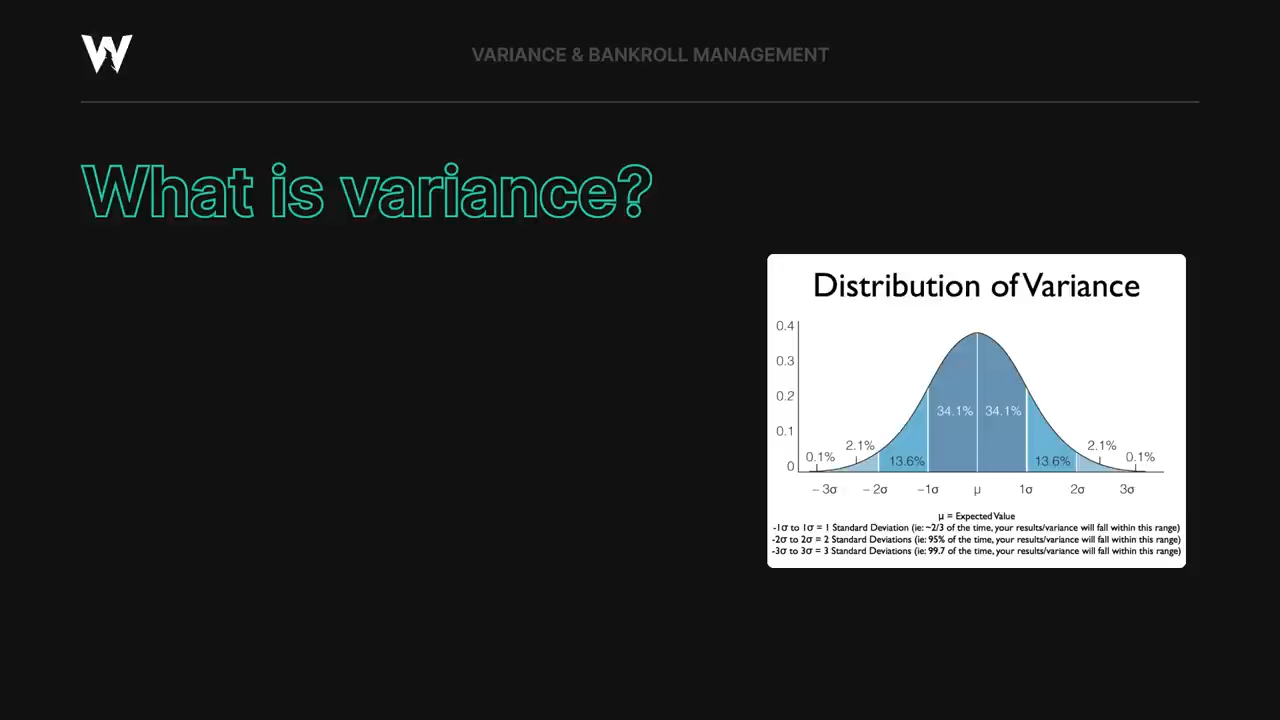 W
VARIANCE & BANKROLL MANAGEMENT
What is variance?
Distribution of Variance
0.4
0.3
0.2
0.1
0
0.1%
2.1%
13.6%
34.1%
34.1%
13.6%
2.1%
0.1%
– 3σ
– 2σ
–1σ
μ
1σ
2σ
3σ
μ = Expected Value
-1σ to 1σ = 1 Standard Deviation (ie: ~2/3 of the time, your results/variance will fall within this range)
-2σ to 2σ = 2 Standard Deviations (ie: 95% of the time, your results/variance will fall within this range)
-3σ to 3σ = 3 Standard Deviations (ie: 99.7 of the time, your results/variance will fall within this range)